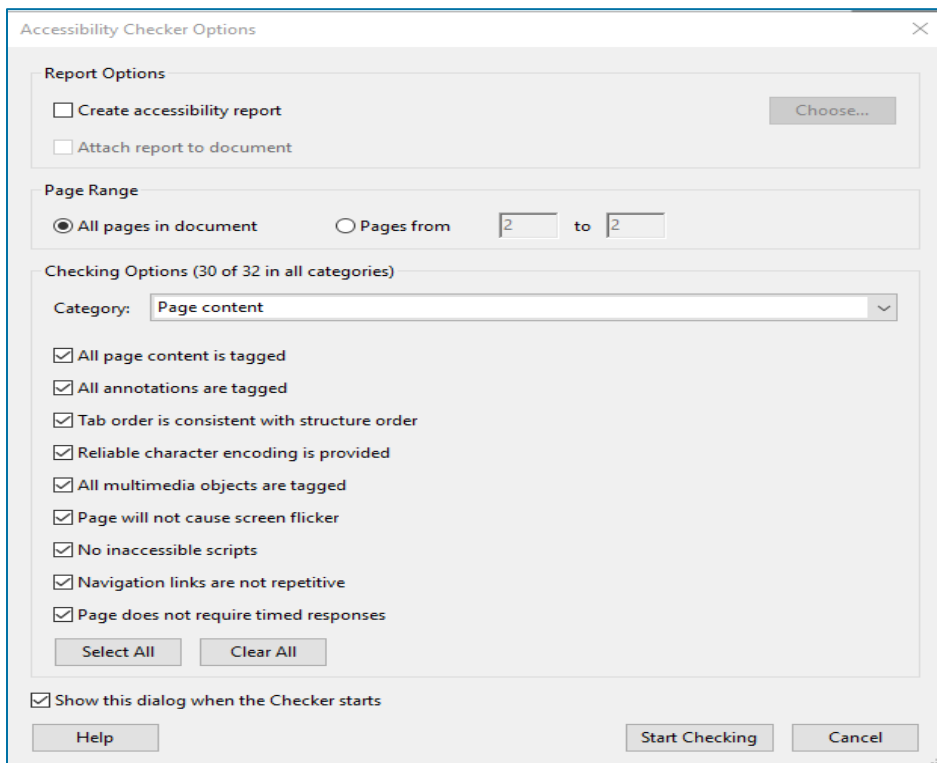 Accessibility Checker Options
Report Options
Create accessibility report
Choose...
Attach report to document
Page Range
All pages in document Pages from 2 to 2
Checking Options (30 of 32 in all categories)
Category: Page content
All page content is tagged
All annotations are tagged
Tab order is consistent with structure order
Reliable character encoding is provided
All multimedia objects are tagged
Page will not cause screen flicker
No inaccessible scripts
Navigation links are not repetitive
Page does not require timed responses
Select All Clear All
Show this dialog when the Checker starts
Help Start Checking Cancel